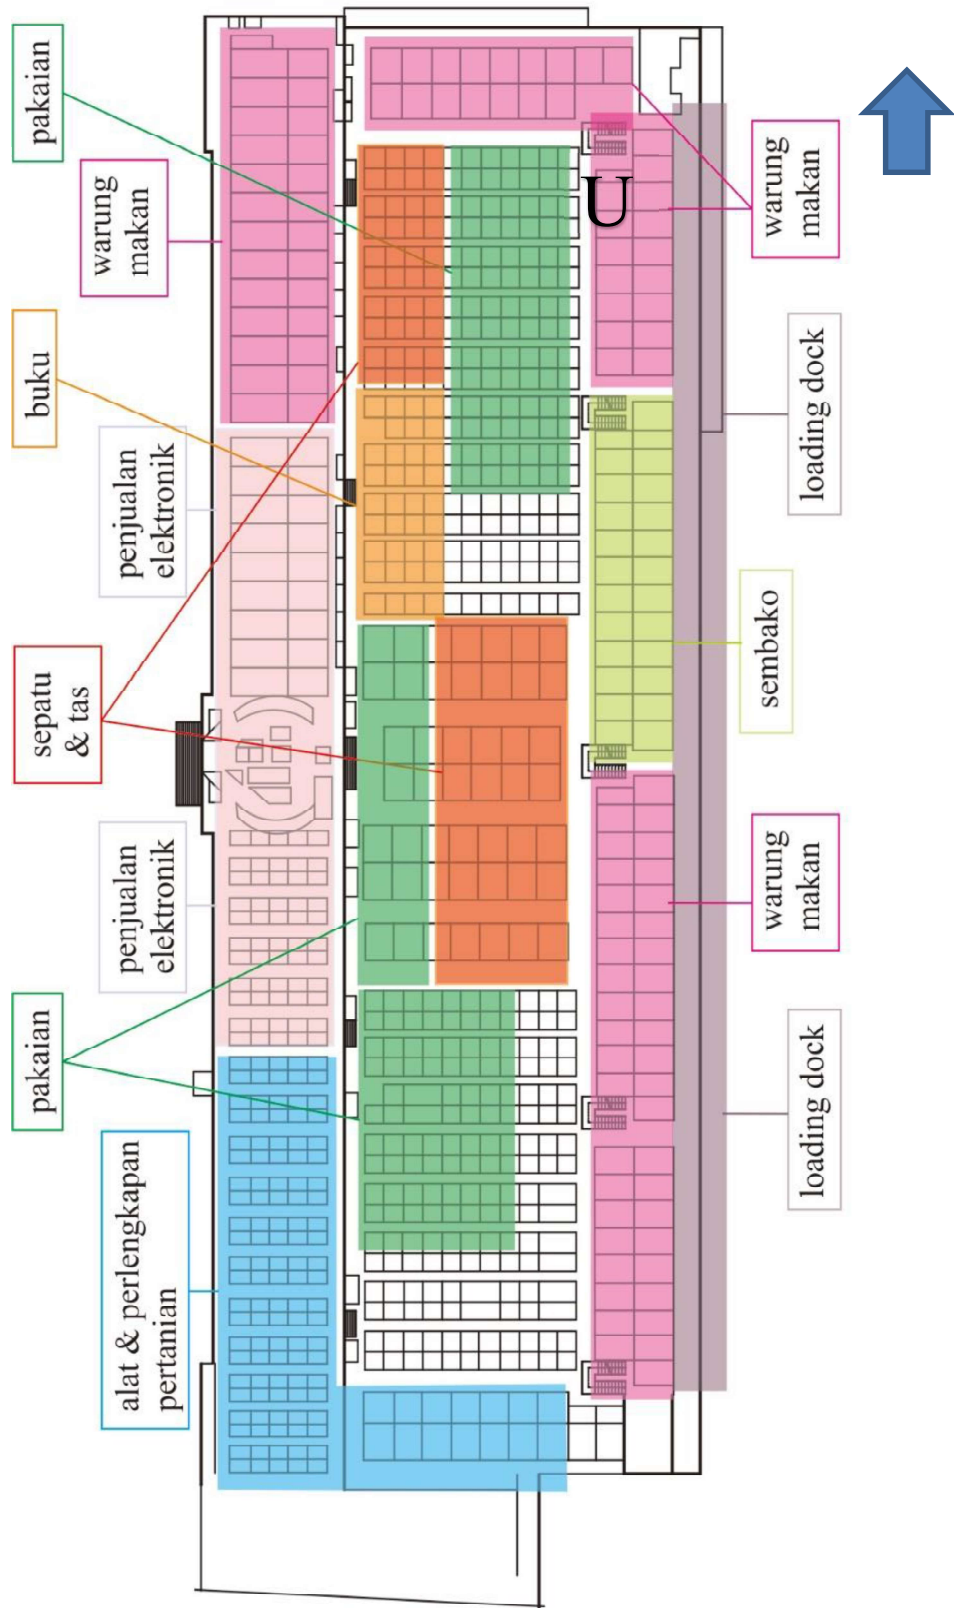 pakaian
warung
makan
buku
penjualan
elektronik
sepatu
& tas
penjualan
elektronik
pakaian
alat & perlengkapan
pertanian
U
warung
makan
loading dock
sembako
warung
makan
loading dock